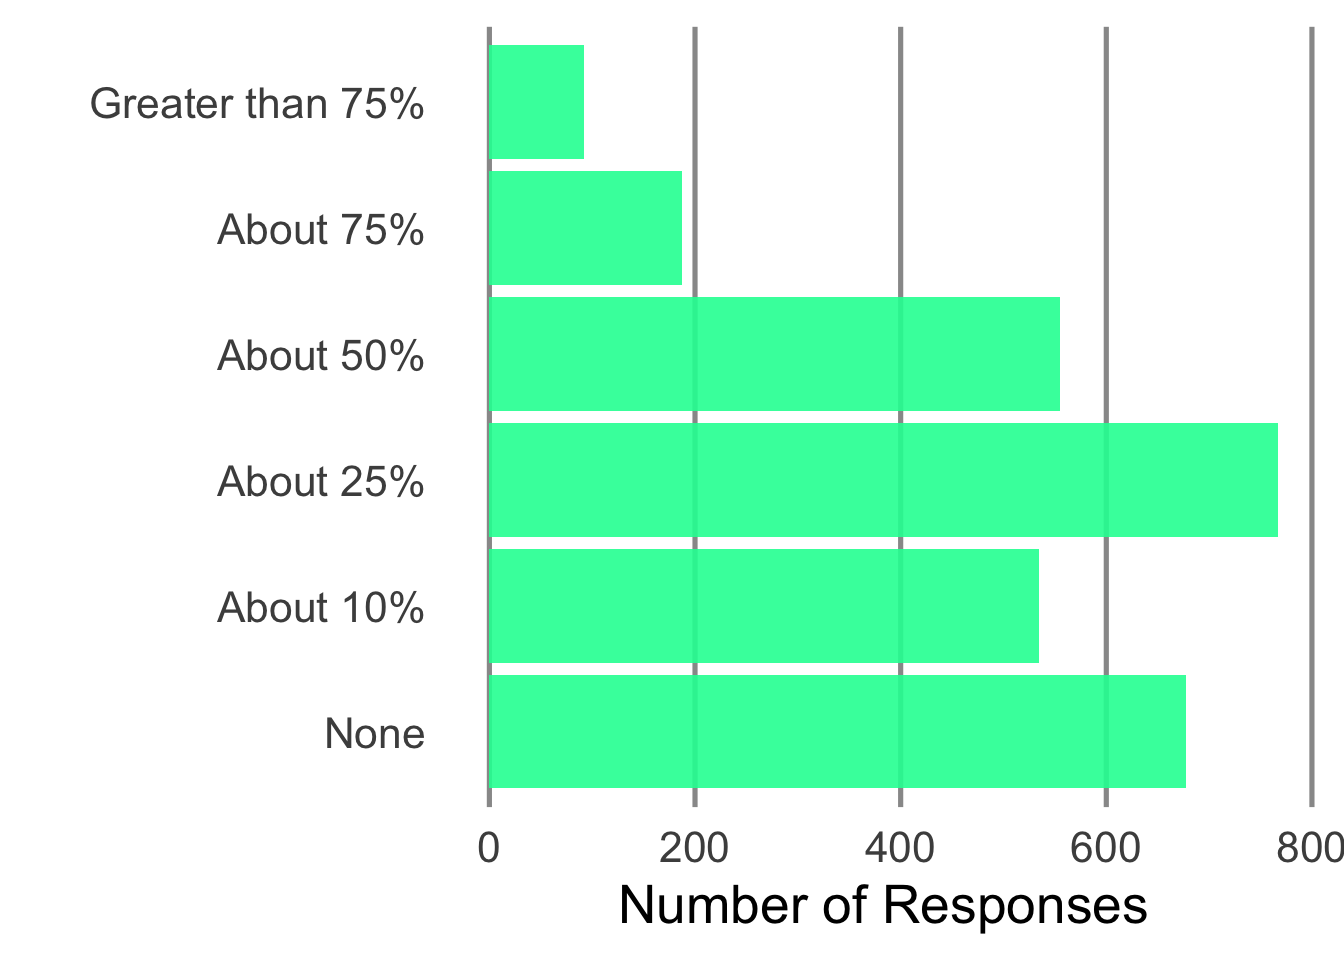 Greater than 75%
About 75%
About 50%
About 25%
About 10%
None
0 200 400 600 800
Number of Responses